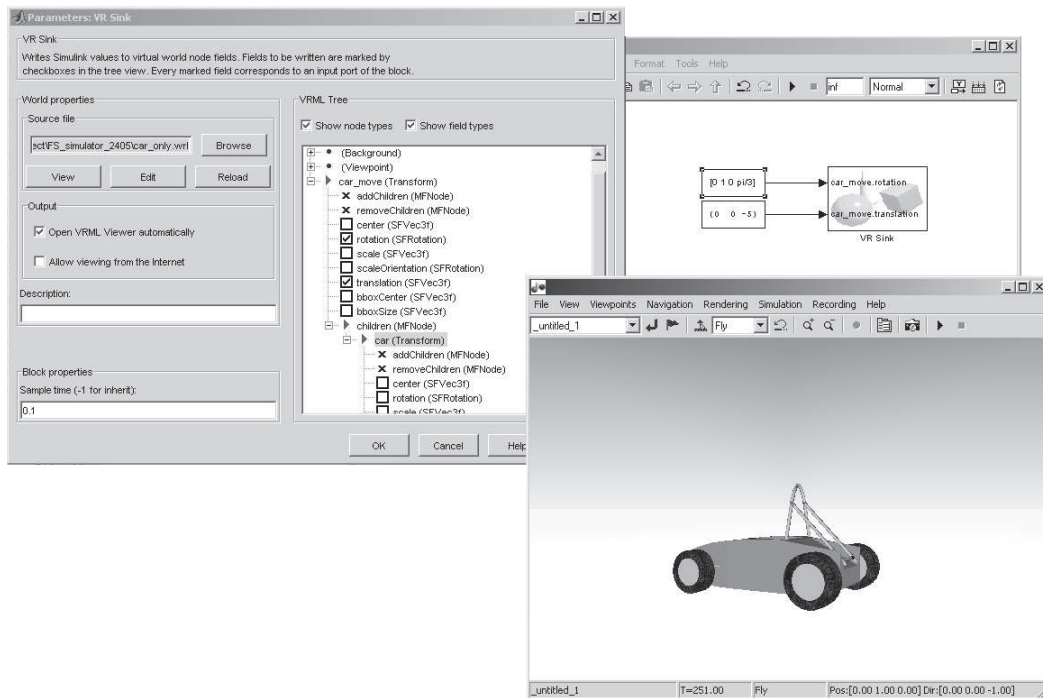 Parameters: VR Sink
VR Sink
Writes Simulink values to virtual world node fields. Fields to be written are marked by
checkboxes in the tree view. Every marked field corresponds to an input port of the block.
World properties
Source file
ect\FS_simulator_2405\car_only.wrl
Browse
View Edit Reload
Output
Open VRML Viewer automatically
Allow viewing from the Internet
Description:
Block properties
Sample time (-1 for inherit):
0.1
VRML Tree
Show node types Show field types
(Background)
(Viewpoint)
car_move (Transform)
addChildren (MFNode)
removeChildren (MFNode)
center (SFVec3f)
rotation (SFRotation)
scale (SFVec3f)
scaleOrientation (SFRotation)
translation (SFVec3f)
bboxCenter (SFVec3f)
bboxSize (SFVec3f)
children (MFNode)
car (Transform)
addChildren (MFNode)
removeChildren (MFNode)
center (SFVec3f)
rotation (SFRotation)
scale (SFVec3f)
OK Cancel Help
Format Tools Help
inf Normal
[0 1 0 pi/3]
(0 0 -5)
car_move.rotation
car_move.translation
VR Sink
File View Viewpoints Navigation Rendering Simulation Recording Help
_untitled_1 Fly
_untitled_1 T=251.00 Fly Pos:[0.00 1.00 0.00] Dir:[0.00 0.00 -1.00]